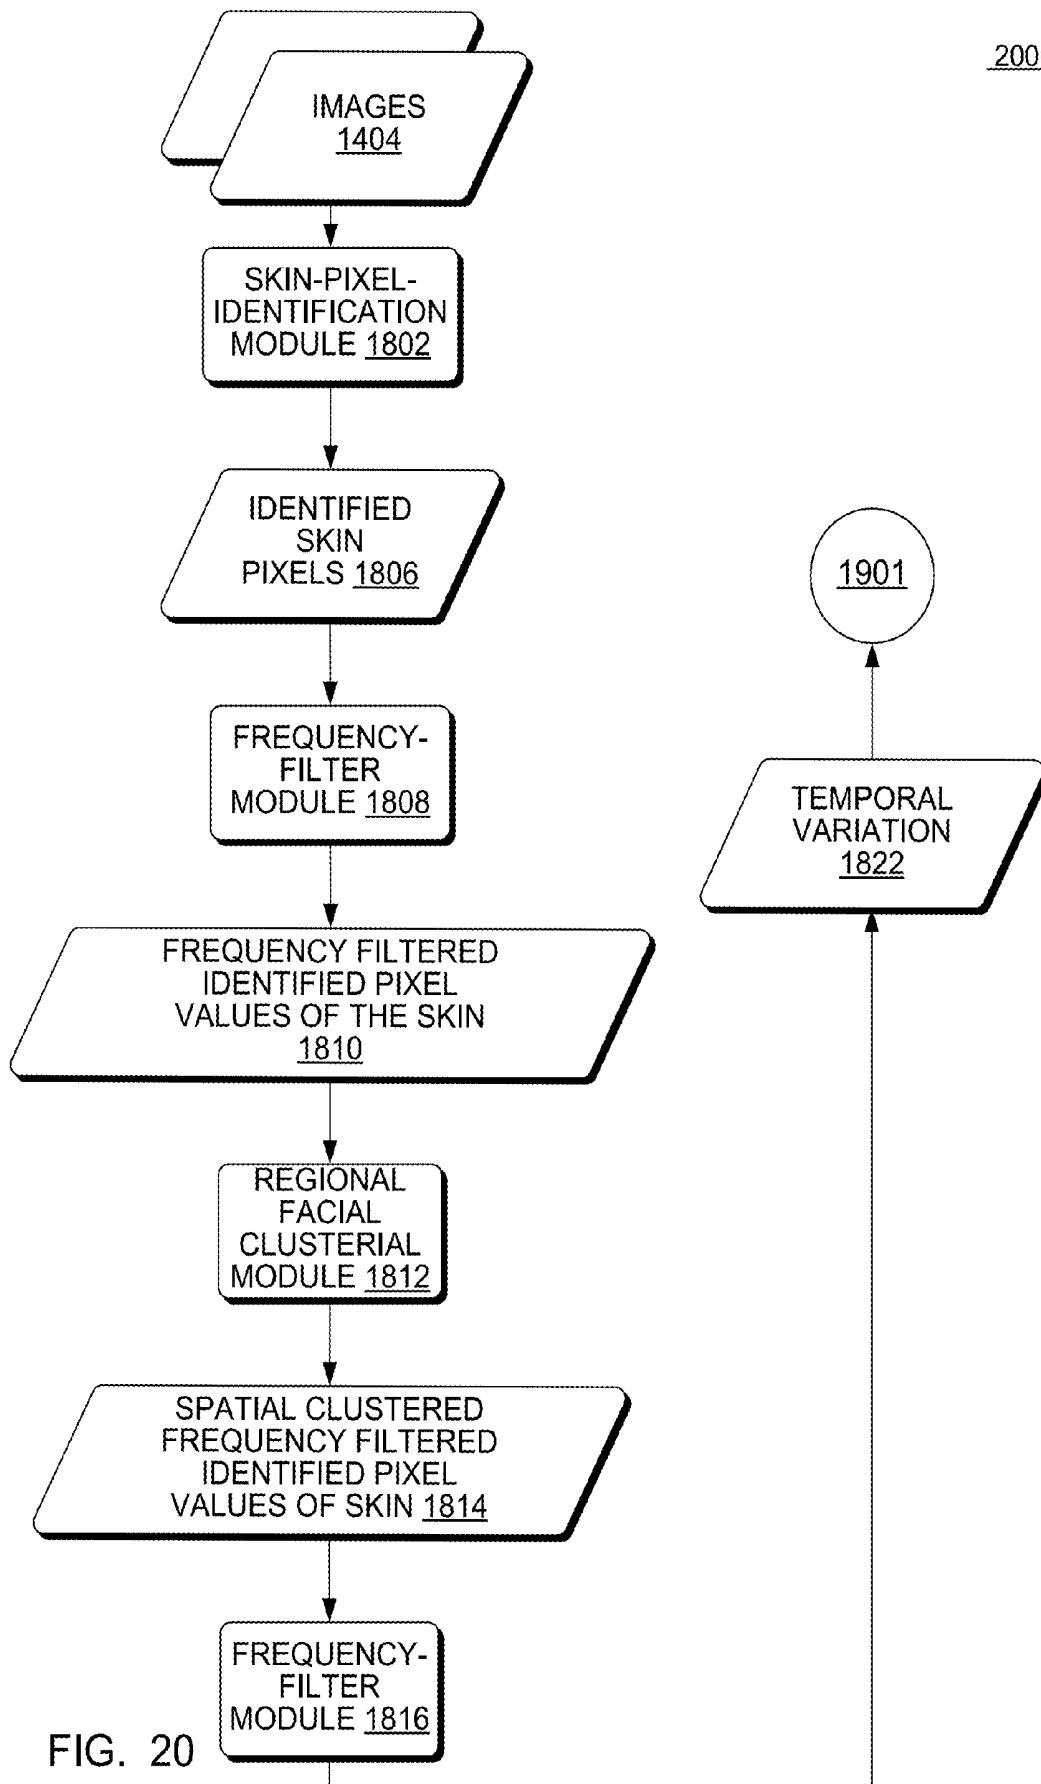 200
IMAGES
1404
SKIN-PIXEL-
IDENTIFICATION
MODULE 1802
IDENTIFIED
SKIN
PIXELS 1806
FREQUENCY-
FILTER
MODULE 1808
FREQUENCY FILTERED
IDENTIFIED PIXEL
VALUES OF THE SKIN
1810
REGIONAL
FACIAL
CLUSTERIAL
MODULE 1812
SPATIAL CLUSTERED
FREQUENCY FILTERED
IDENTIFIED PIXEL
VALUES OF SKIN 1814
FREQUENCY-
FILTER
MODULE 1816
1901
TEMPORAL
VARIATION
1822
FIG. 20